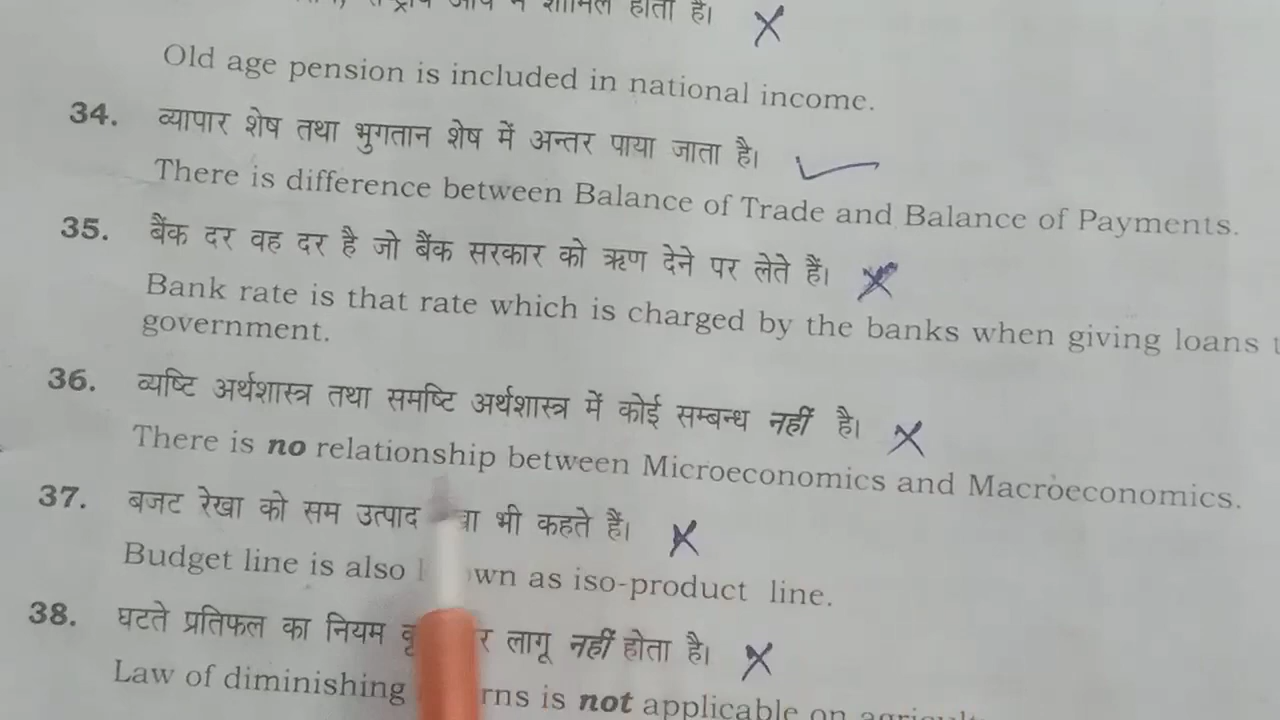 राष्ट्रीय आय में शामिल होता है।
Old age pension is included in national income.
34. व्यापार शेष तथा भुगतान शेष में अन्तर पाया जाता है।
There is difference between Balance of Trade and Balance of Payments.
35. बैंक दर वह दर है जो बैंक सरकार को ऋण देने पर लेते हैं।
Bank rate is that rate which is charged by the banks when giving loans
government.
36. व्यष्टि अर्थशास्त्र तथा समष्टि अर्थशास्त्र में कोई सम्बन्ध नहीं है।
There is no relationship between Microeconomics and Macroeconomics.
37. बजट रेखा को सम उत्पाद भी कहते हैं।
Budget line is also as iso-product line.
38. घटते प्रतिफल का नियम लागू नहीं होता है।
Law of diminishing is not applicable on